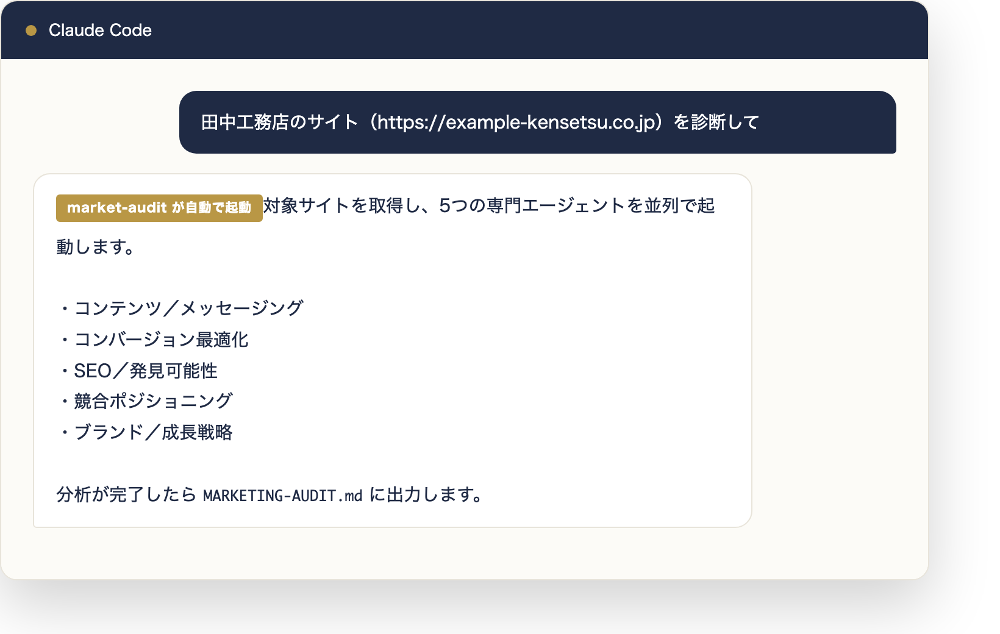 Claude Code
田中工務店のサイト（https://example-kensetsu.co.jp）を診断して
market-audit が自動で起動対象サイトを取得し、5つの専門エージェントを並列で起
動します。
・コンテンツ／メッセージング
・コンバージョン最適化
・SEO／発見可能性
・競合ポジショニング
・ブランド／成長戦略
分析が完了したら MARKETING-AUDIT.md に出力します。